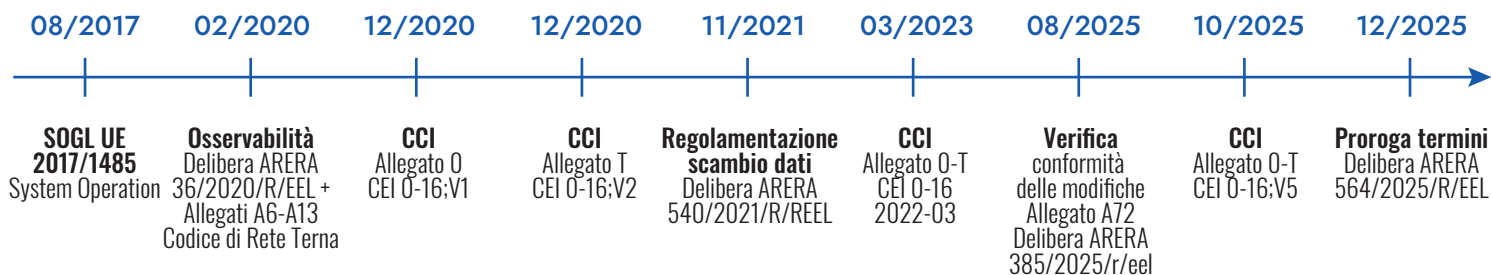 08/2017
02/2020
12/2020
12/2020
11/2021
03/2023
08/2025
10/2025
12/2025
SOGL UE
2017/1485
System Operation
Osservabilità
Delibera ARERA
36/2020/R/EEL +
Allegati A6-A13
Codice di Rete Terna
CCI
Allegato O
CEI 0-16;V1
CCI
Allegato T
CEI 0-16;V2
Regolamentazione
scambio dati
Delibera ARERA
540/2021/R/REEL
CCI
Allegato O-T
CEI 0-16
2022-03
Verifica
conformità
delle modifiche
Allegato A72
Delibera ARERA
385/2025/r/eel
CCI
Allegato O-T
CEI 0-16;V5
Proroga termini
Delibera ARERA
564/2025/R/EEL